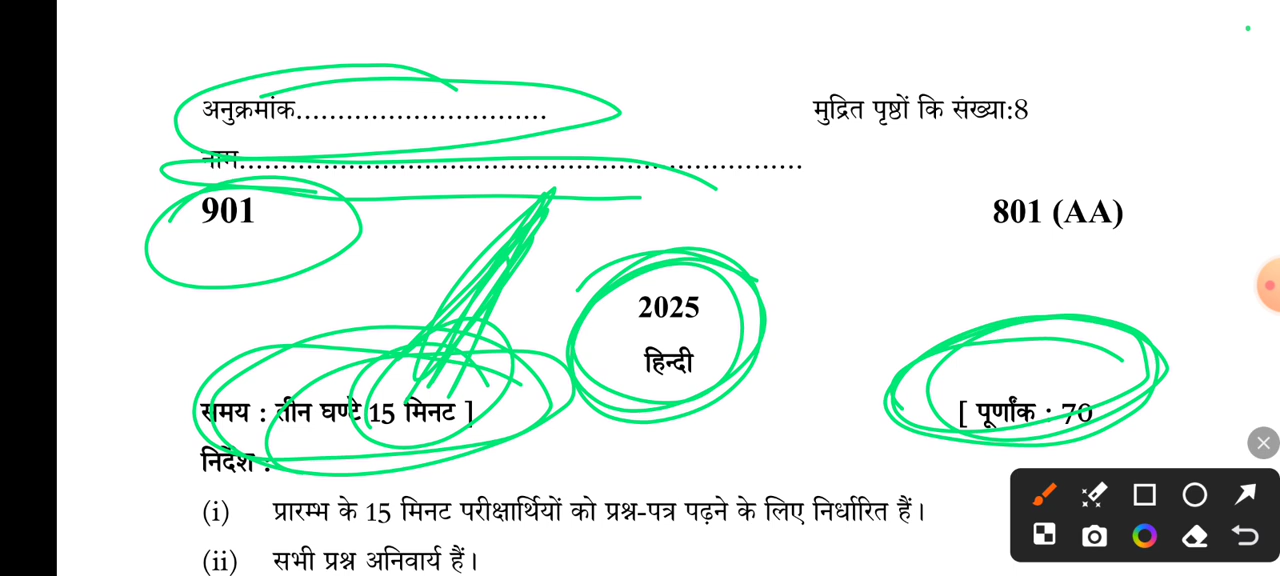 अनुक्रमांक.............................. मुद्रित पृष्ठों कि संख्या:8
नाम....................................................................
901 801 (AA)
2025
हिन्दी
समय : तीन घण्टे 15 मिनट ] [ पूर्णांक : 70
निर्देश :
(i) प्रारम्भ के 15 मिनट परीक्षार्थियों को प्रश्न-पत्र पढ़ने के लिए निर्धारित हैं।
(ii) सभी प्रश्न अनिवार्य हैं।